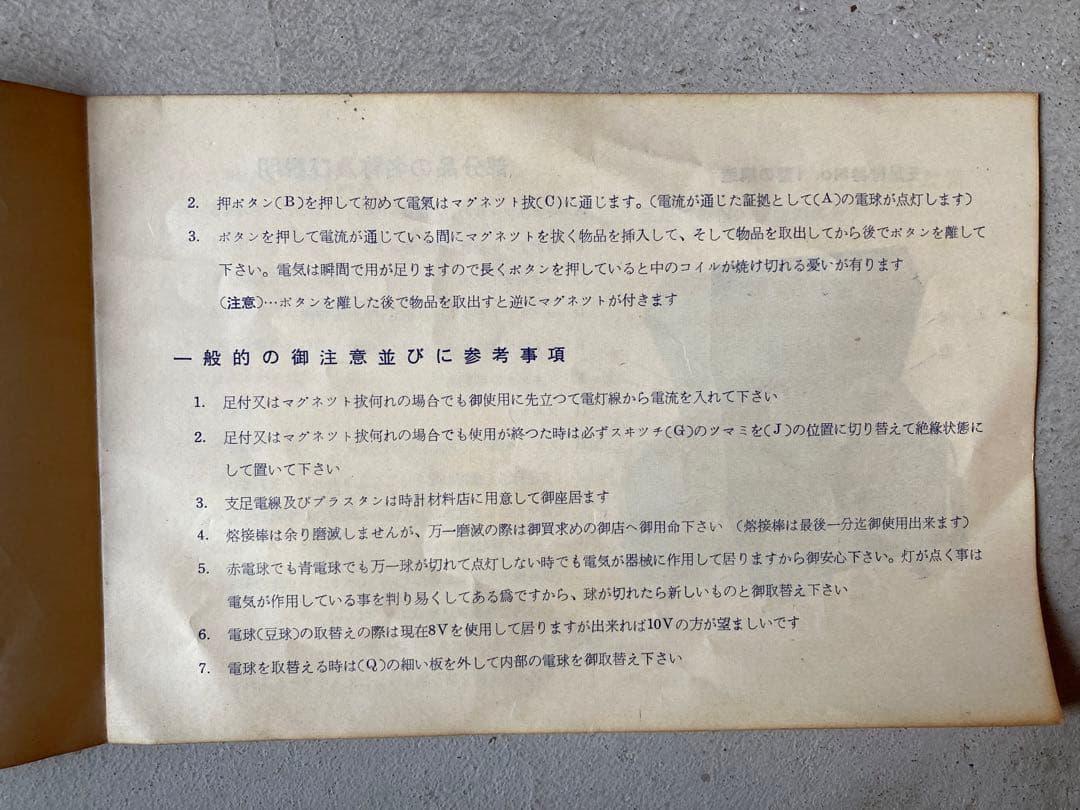 2. 押ボタン(B)を押して初めて電氣はマグネツト抜(C)に通じます。(電流が通じた証拠として(A)の電球が点灯します)
3. ボタンを押して電流が通じている間にマグネツトを抜く物品を挿入して、そして物品を取出してから後でボタンを離して
下さい。電気は瞬間で用が足りますので長くボタンを押していると中のコイルが焼け切れる憂いが有ります
(注意)…ボタンを離した後で物品を取出すと逆にマグネツトが付きます
一般的の御注意並びに参考事項
1. 足付又はマグネツト抜何れの場合でも御使用に先立つて電灯線から電流を入れて下さい
2. 足付又はマグネツト抜何れの場合でも使用が終つた時は必ずスヰツチ(G)のツマミを(J)の位置に切り替えて絶縁状態に
して置いて下さい
3. 支足電線及びプラスタンは時計材料店に用意して御座居ます
4. 熔接棒は余り磨滅しませんが、万一磨滅の際は御買求めの御店へ御用命下さい (熔接棒は最後一分迄御使用出来ます)
5. 赤電球でも青電球でも万一球が切れて点灯しない時でも電気が器械に作用して居りますから御安心下さい。灯が点く事は
電気が作用している事を判り易くしてある爲ですから、球が切れたら新しいものと御取替え下さい
6. 電球(豆球)の取替えの際は現在8Vを使用して居りますが出来れば10Vの方が望ましいです
7. 電球を取替える時は(Q)の細い板を外して内部の電球を御取替え下さい